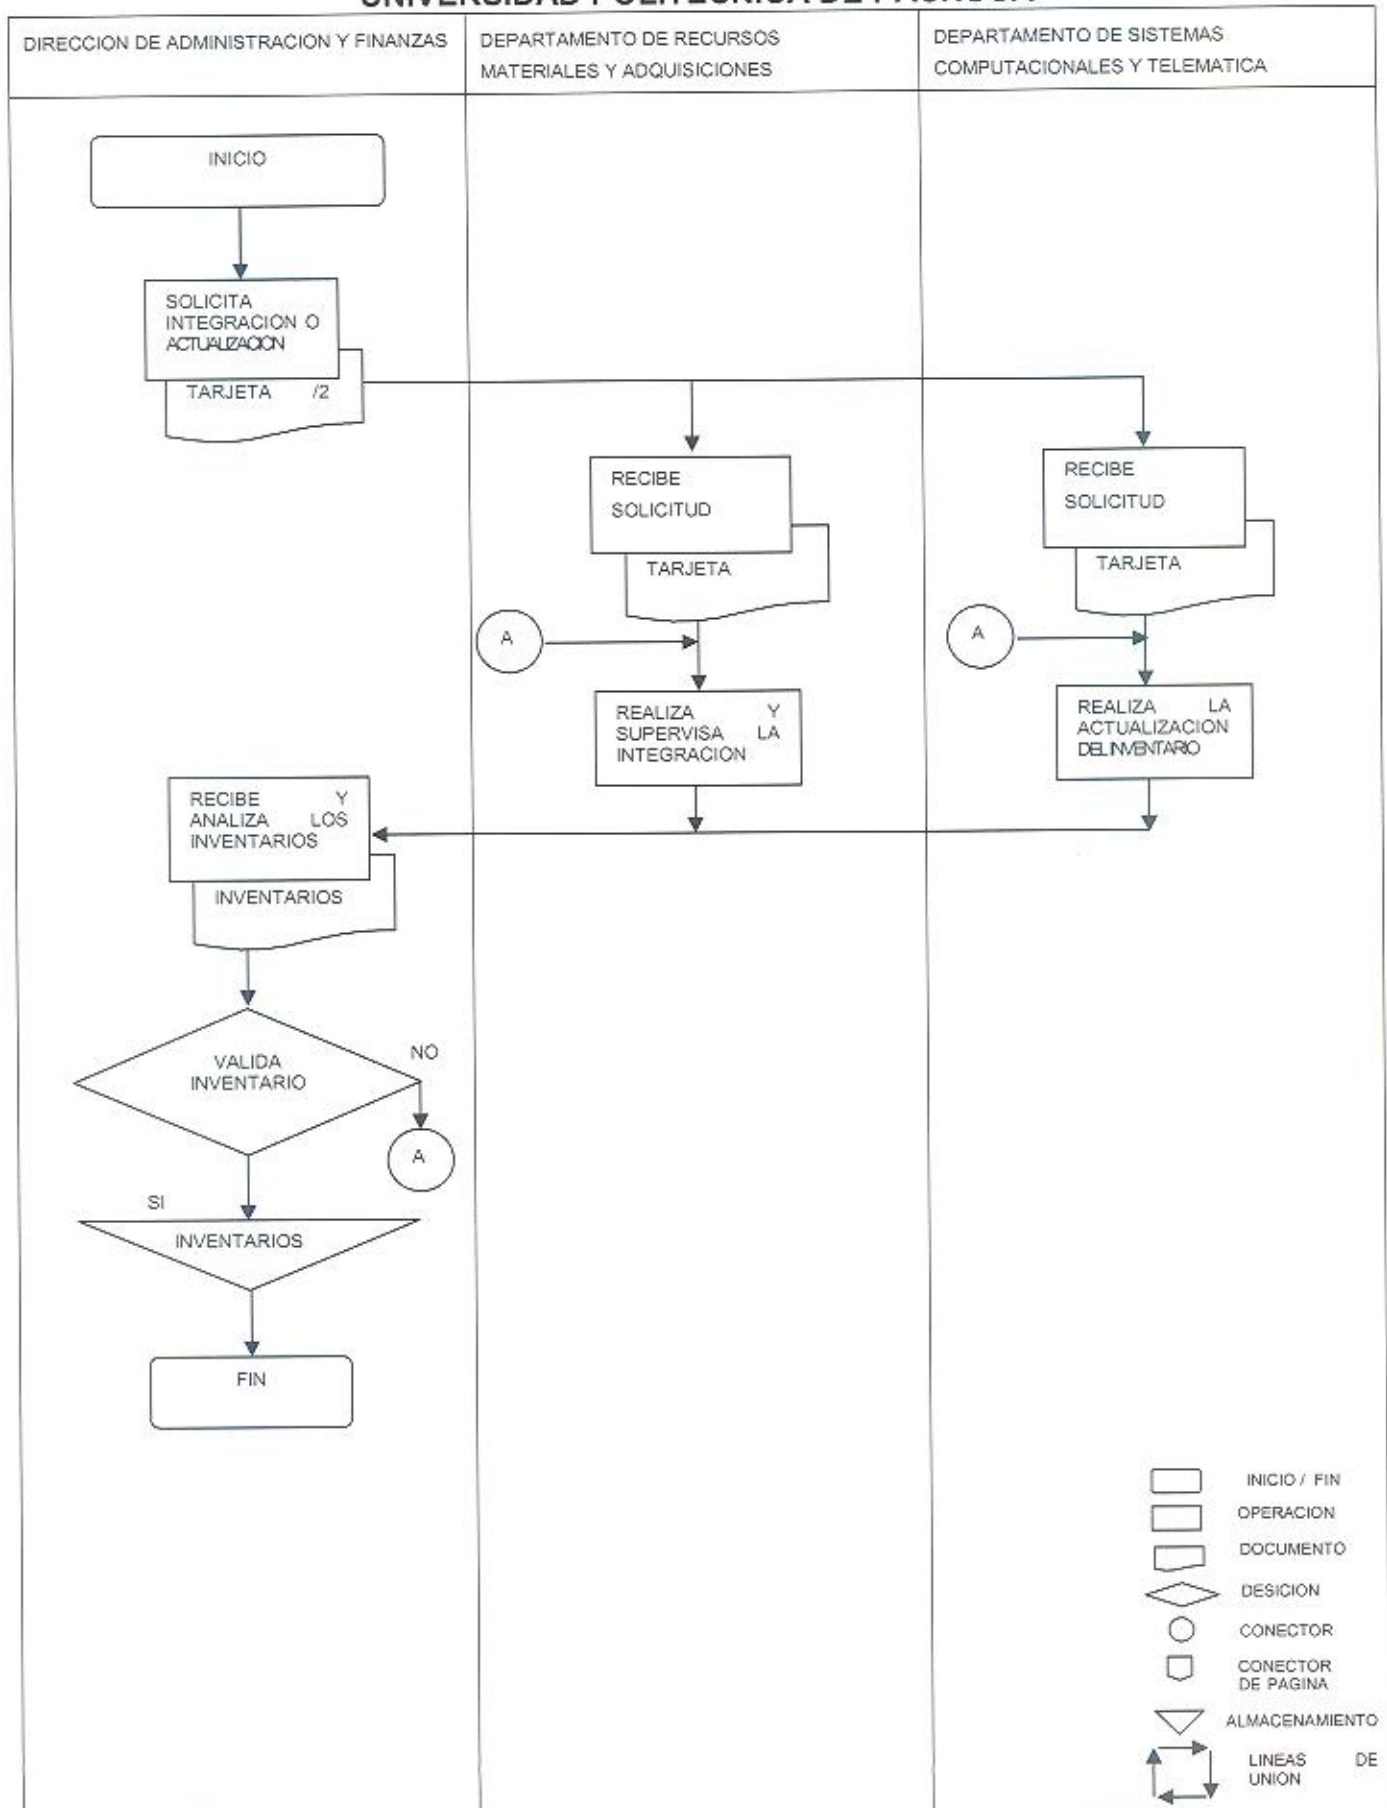 DIRECCION DE ADMINISTRACION Y FINANZAS
DEPARTAMENTO DE RECURSOS
MATERIALES Y ADQUISICIONES
DEPARTAMENTO DE SISTEMAS
COMPUTACIONALES Y TELEMATICA
INICIO
SOLICITA
INTEGRACION O
ACTUALIZACION
TARJETA /2
RECIBE
SOLICITUD
TARJETA
RECIBE
SOLICITUD
TARJETA
A
A
REALIZA Y
SUPERVISA LA
INTEGRACION
REALIZA LA
ACTUALIZACION
DEL INVENTARIO
RECIBE Y
ANALIZA LOS
INVENTARIOS
INVENTARIOS
VALIDA
INVENTARIO
NO
A
SI
INVENTARIOS
FIN
INICIO / FIN
OPERACION
DOCUMENTO
DESICION
CONECTOR
CONECTOR
DE PAGINA
ALMACENAMIENTO
LINEAS DE
UNION